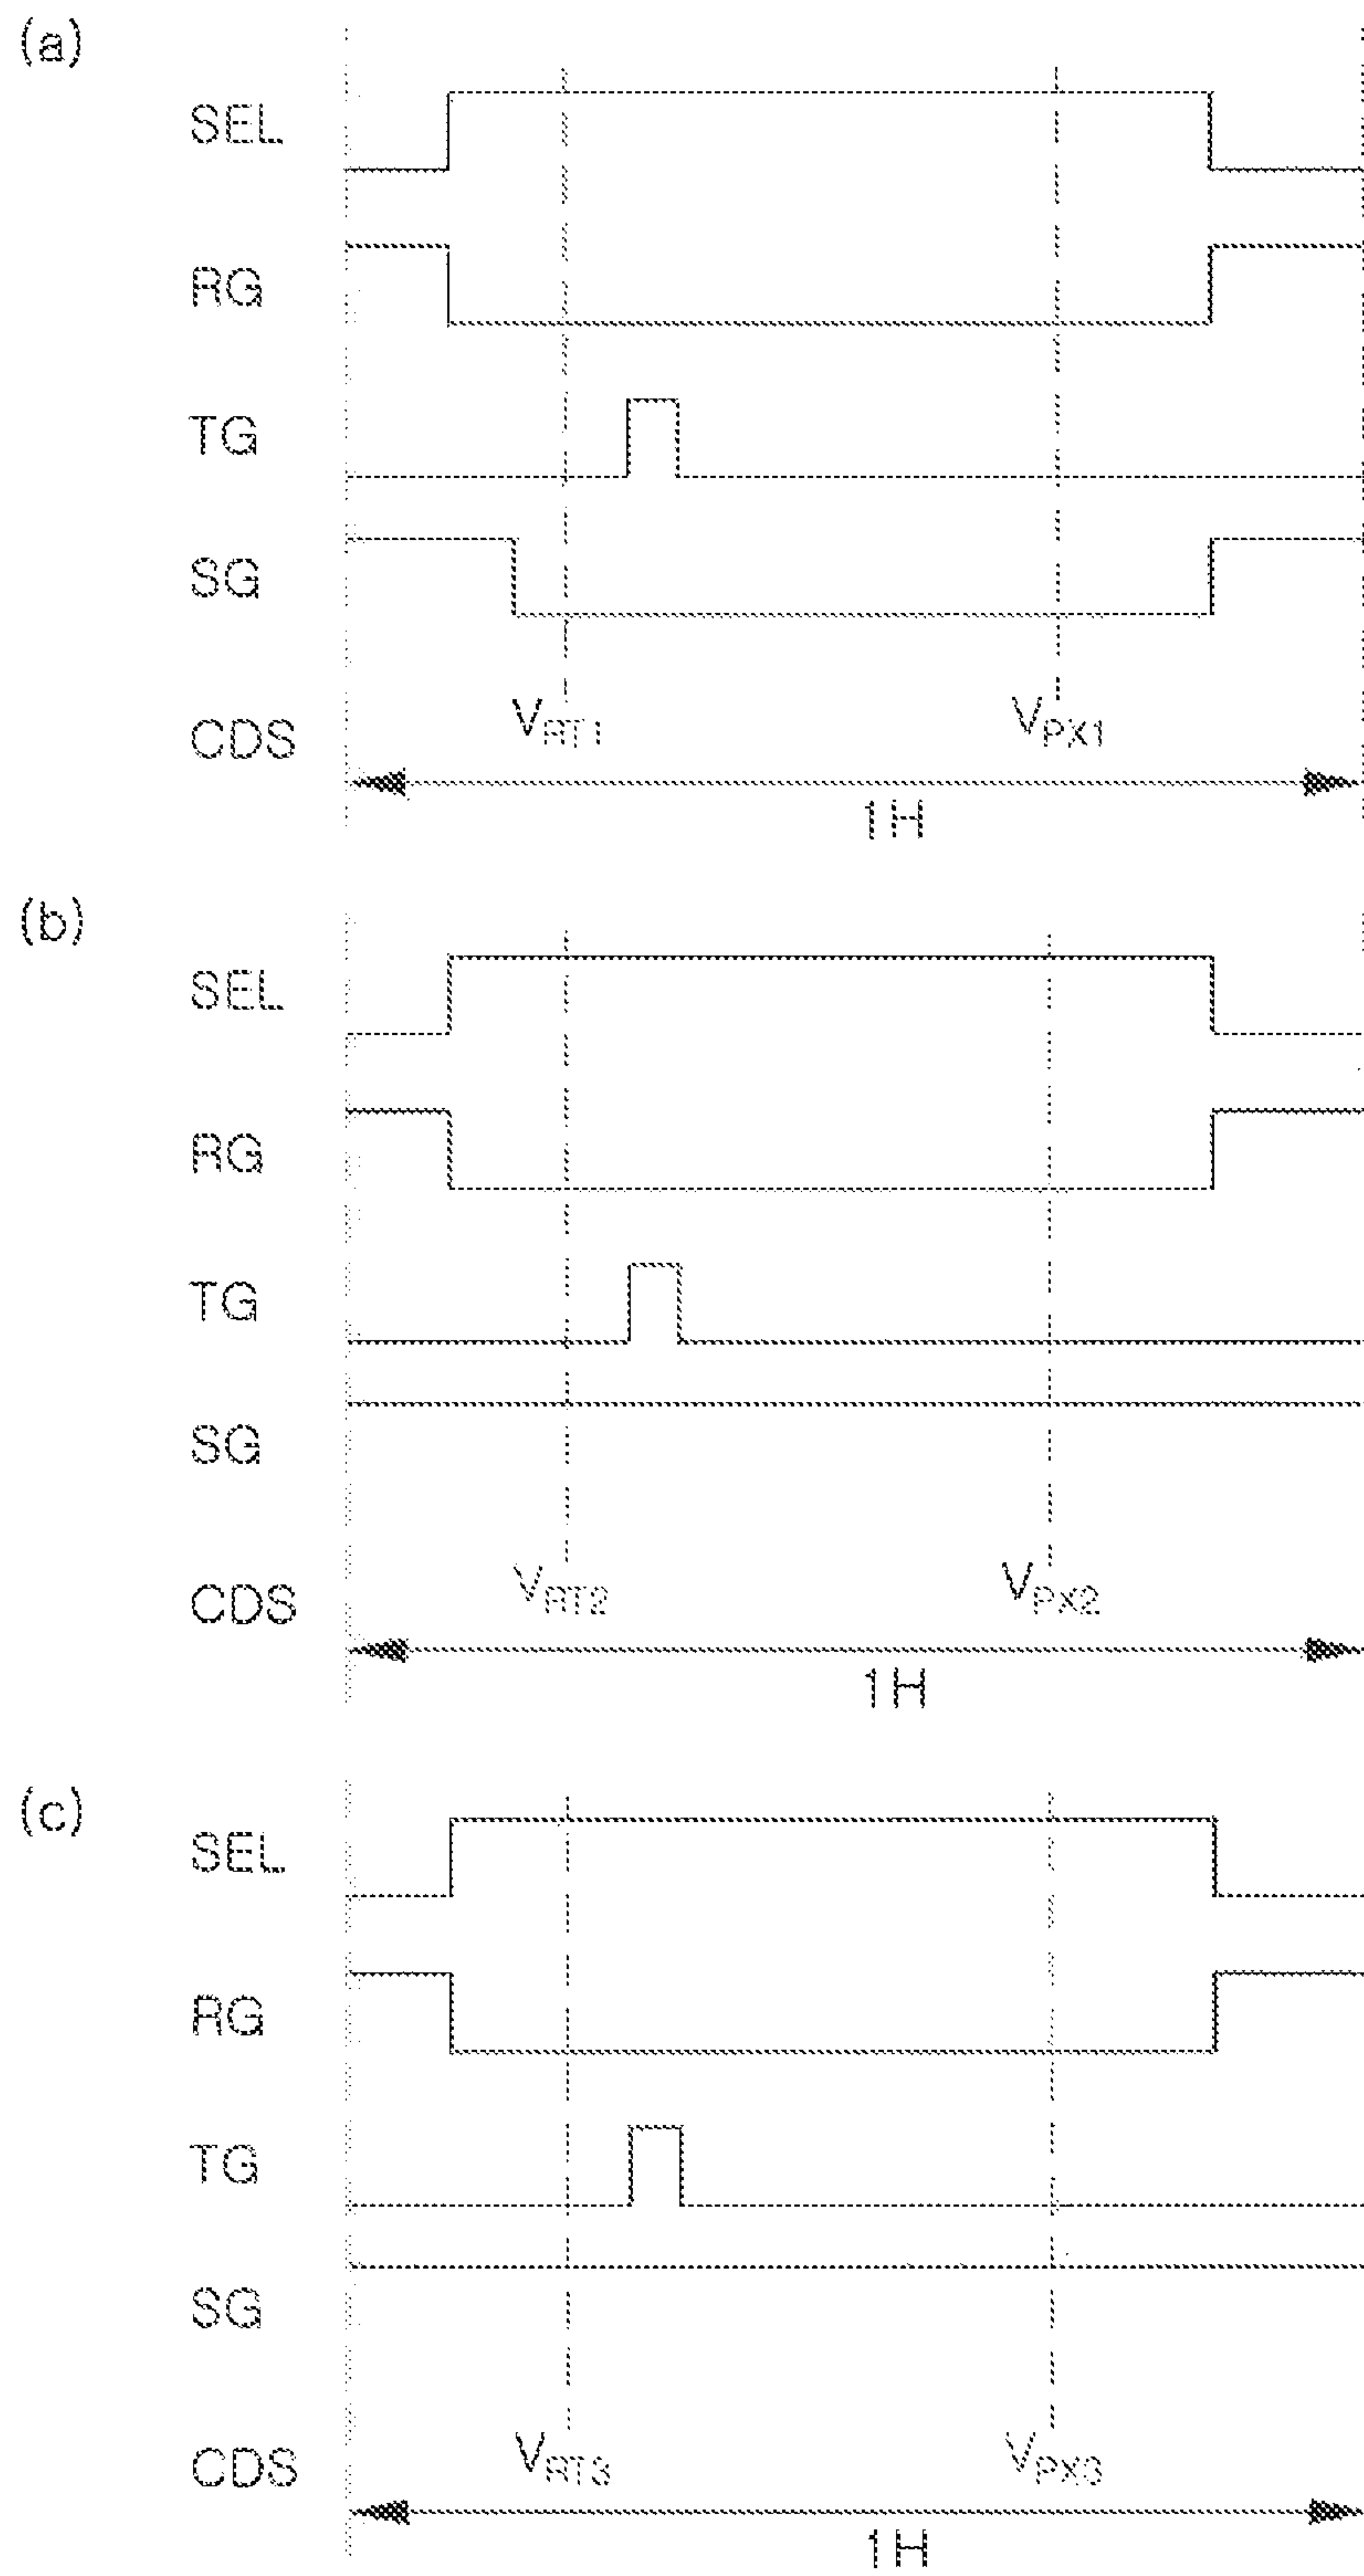 (a)
SEL
RG
TG
SG
CDS
VRT1
VPX1
1H
(b)
SEL
RG
TG
SG
CDS
VRT2
VPX2
1H
(c)
SEL
RG
TG
SG
CDS
VRT3
VPX3
1H